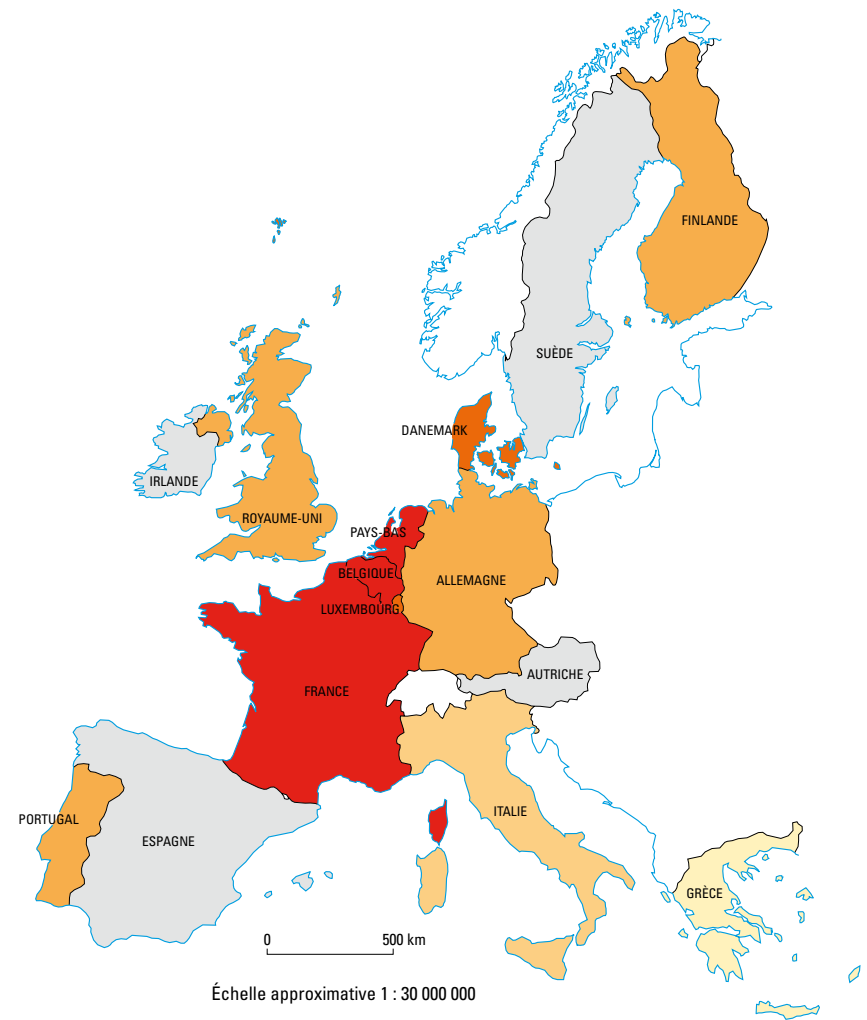 FINLANDE
SUÈDE
DANEMARK
IRLANDE
ROYAUME-UNI
PAYS-BAS
BELGIQUE
ALLEMAGNE
LUXEMBOURG
AUTRICHE
FRANCE
ITALIE
PORTUGAL
ESPAGNE
GRÈCE
0 500 km
Échelle approximative 1 : 30 000 000